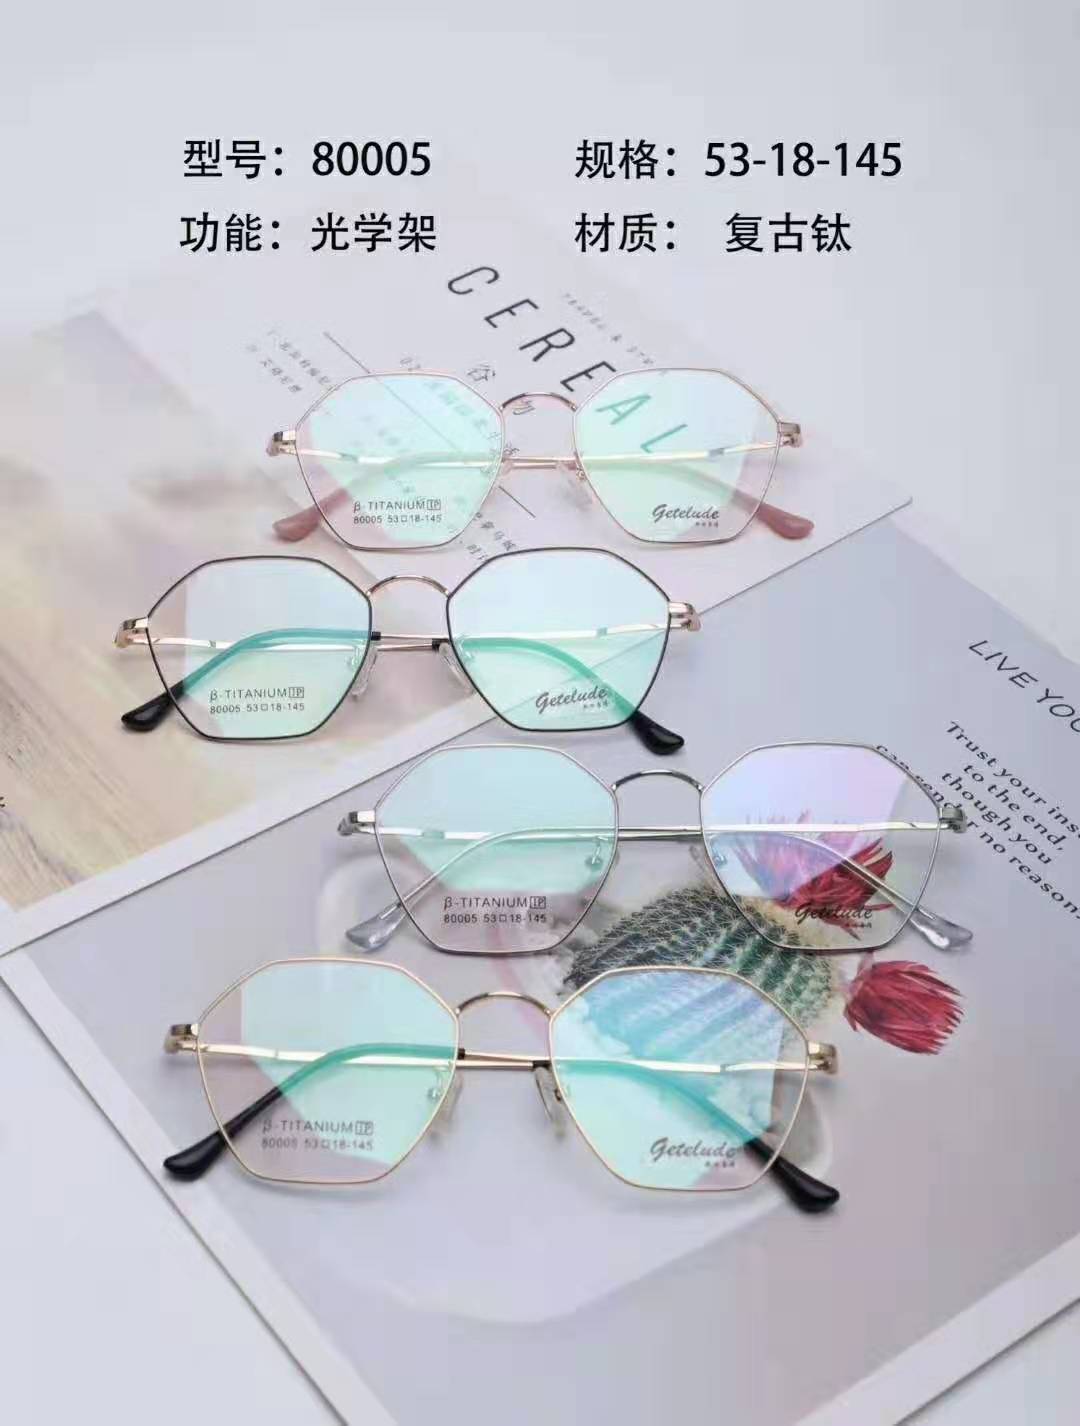 型号：80005
规格：53-18-145
功能：光学架
材质： 复古钛
CEREAL
谷
β-TITANIUM IP
80005 53□18-145
Getelude
β-TITANIUM IP
80005 53□18-145
Getelude
LIVE YOU
Trust your inst
to the end,
though you
can render no reason
β-TITANIUM IP
80005 53□18-145
Getelude
β-TITANIUM IP
80005 53□18-145
Getelude